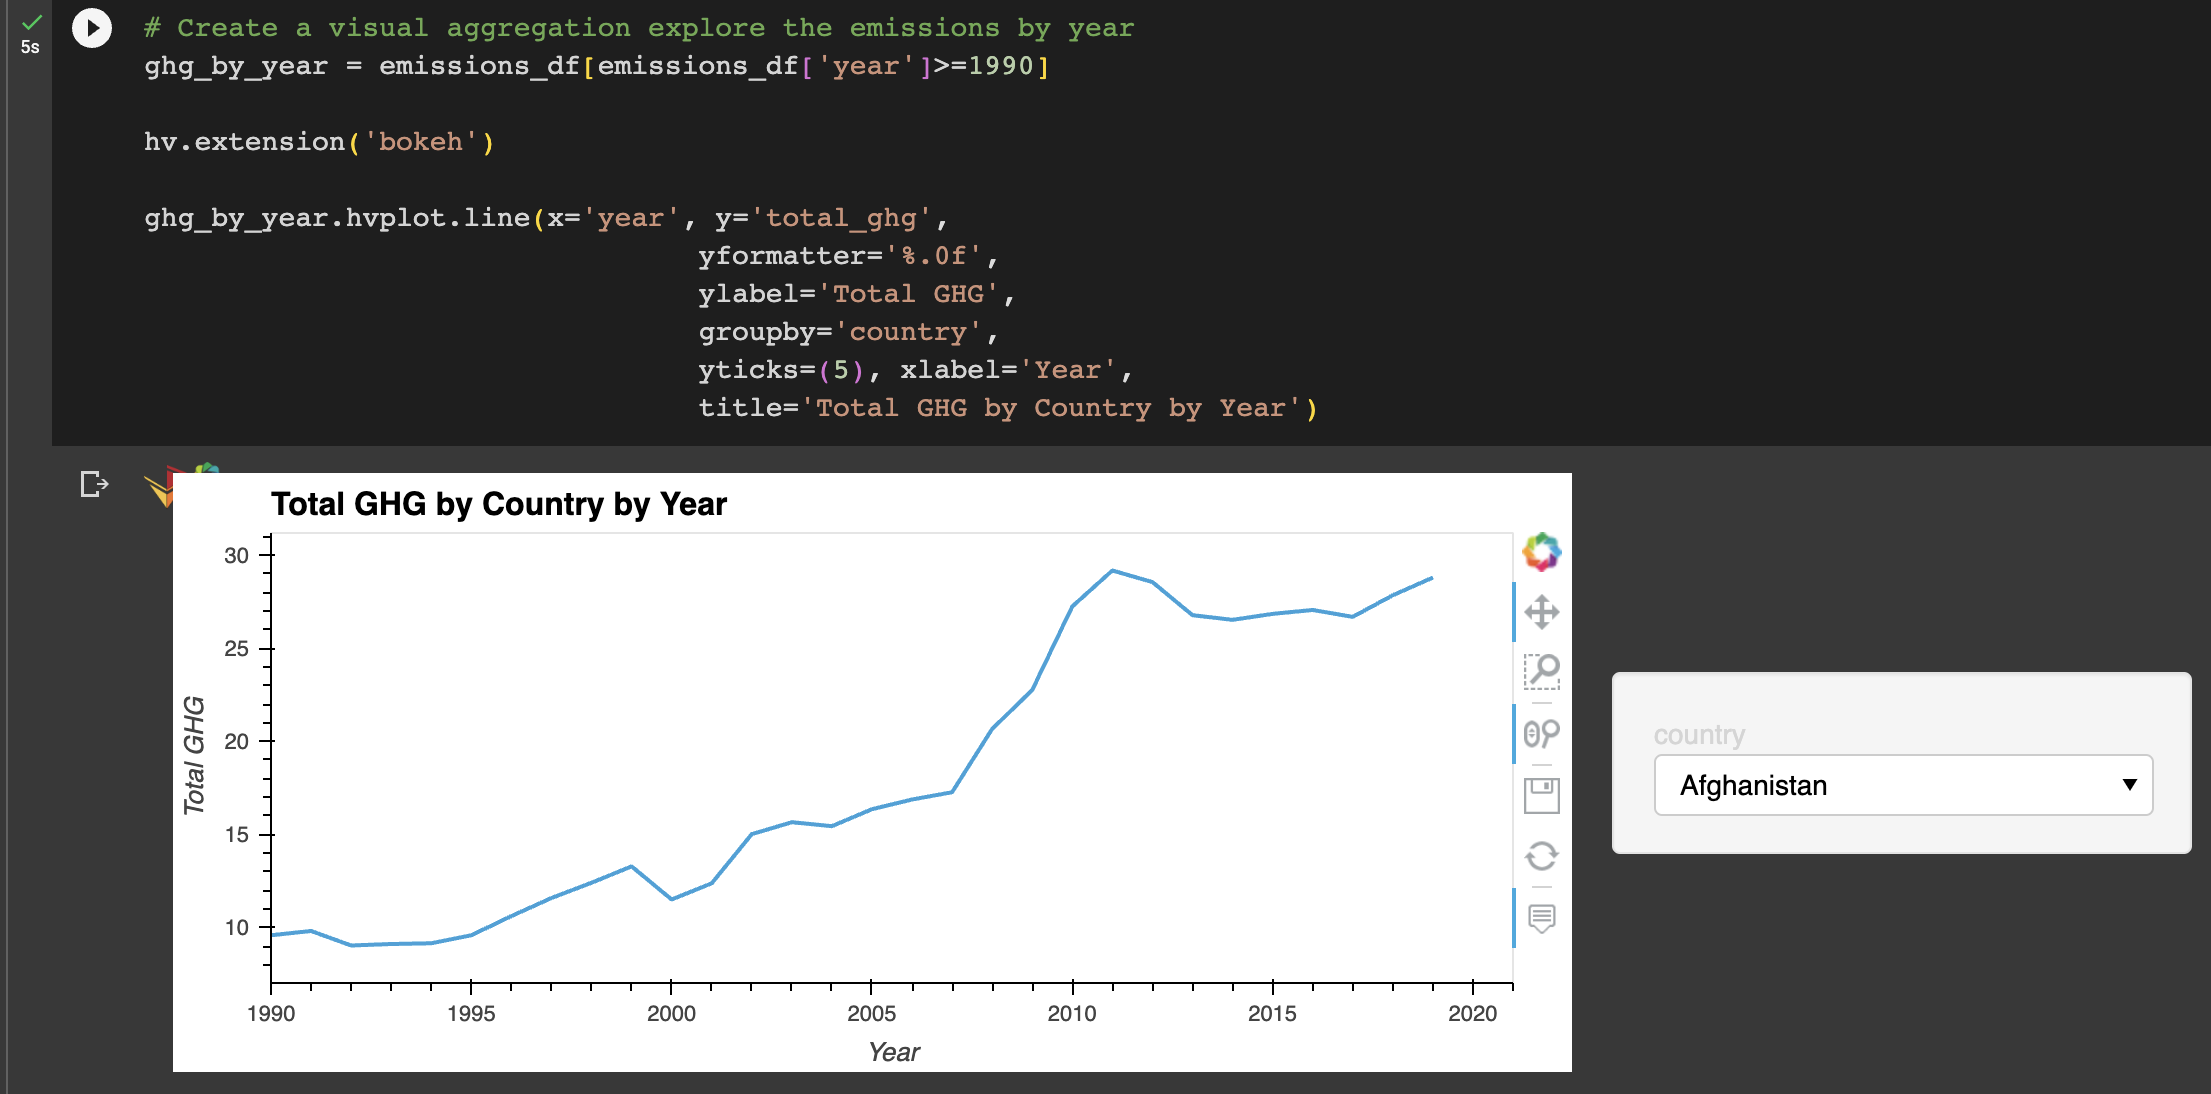 5s
# Create a visual aggregation explore the emissions by year
ghg_by_year = emissions_df[emissions_df['year']>=1990]
hv.extension('bokeh')
ghg_by_year.hvplot.line(x='year', y='total_ghg',
yformatter='%.0f',
ylabel='Total GHG',
groupby='country',
yticks=(5), xlabel='Year',
title='Total GHG by Country by Year')
Total GHG by Country by Year
30
25
20
15
10
Total GHG
1990 1995 2000 2005 2010 2015 2020
Year
country
Afghanistan